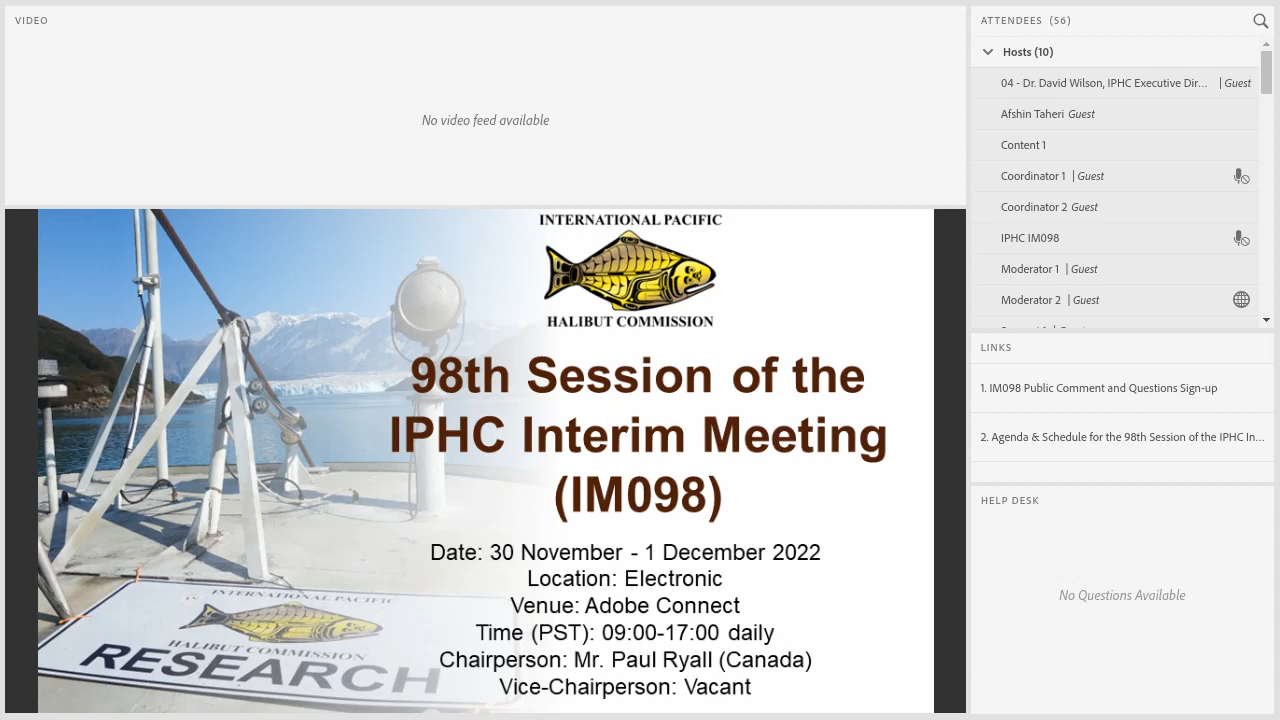 VIDEO
No video feed available
INTERNATIONAL PACIFIC
HALIBUT COMMISSION
98th Session of the
IPHC Interim Meeting
(IM098)
Date: 30 November - 1 December 2022
Location: Electronic
Venue: Adobe Connect
Time (PST): 09:00-17:00 daily
Chairperson: Mr. Paul Ryall (Canada)
Vice-Chairperson: Vacant
INTERNATIONAL PACIFIC
HALIBUT COMMISSION
RESEARCH
ATTENDEES (56)
Hosts (10)
04 - Dr. David Wilson, IPHC Executive Dir... | Guest
Afshin Taheri Guest
Content 1
Coordinator 1 | Guest
Coordinator 2 Guest
IPHC IM098
Moderator 1 | Guest
Moderator 2 | Guest
LINKS
1. IM098 Public Comment and Questions Sign-up
2. Agenda & Schedule for the 98th Session of the IPHC In...
HELP DESK
No Questions Available